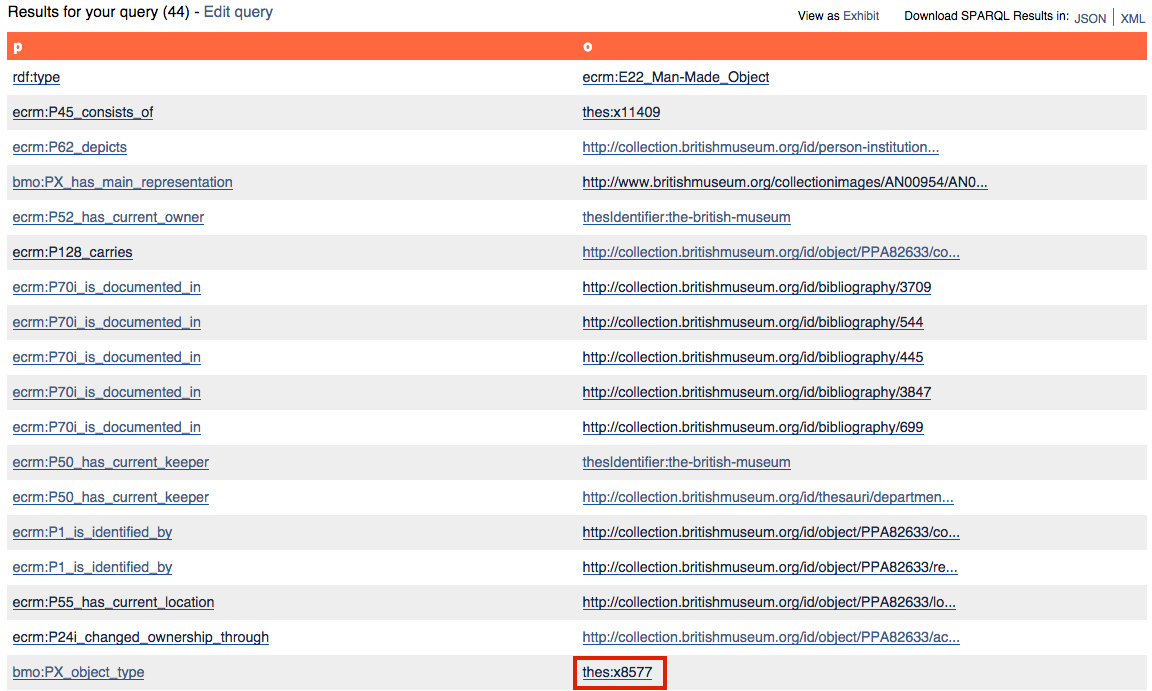 Results for your query (44) - Edit query
View as Exhibit Download SPARQL Results in: JSON | XML
p o
rdf:type ecrm:E22_Man-Made_Object
ecrm:P45_consists_of thes:x11409
ecrm:P62_depicts http://collection.britishmuseum.org/id/person-institution...
bmo:PX_has_main_representation http://www.britishmuseum.org/collectionimages/AN00954/AN0...
ecrm:P52_has_current_owner thesIdentifier:the-british-museum
ecrm:P128_carries http://collection.britishmuseum.org/id/object/PPA82633/co...
ecrm:P70i_is_documented_in http://collection.britishmuseum.org/id/bibliography/3709
ecrm:P70i_is_documented_in http://collection.britishmuseum.org/id/bibliography/544
ecrm:P70i_is_documented_in http://collection.britishmuseum.org/id/bibliography/445
ecrm:P70i_is_documented_in http://collection.britishmuseum.org/id/bibliography/3847
ecrm:P70i_is_documented_in http://collection.britishmuseum.org/id/bibliography/699
ecrm:P50_has_current_keeper thesIdentifier:the-british-museum
ecrm:P50_has_current_keeper http://collection.britishmuseum.org/id/thesauri/departmen...
ecrm:P1_is_identified_by http://collection.britishmuseum.org/id/object/PPA82633/co...
ecrm:P1_is_identified_by http://collection.britishmuseum.org/id/object/PPA82633/re...
ecrm:P55_has_current_location http://collection.britishmuseum.org/id/object/PPA82633/lo...
ecrm:P24i_changed_ownership_through http://collection.britishmuseum.org/id/object/PPA82633/ac...
bmo:PX_object_type thes:x8577